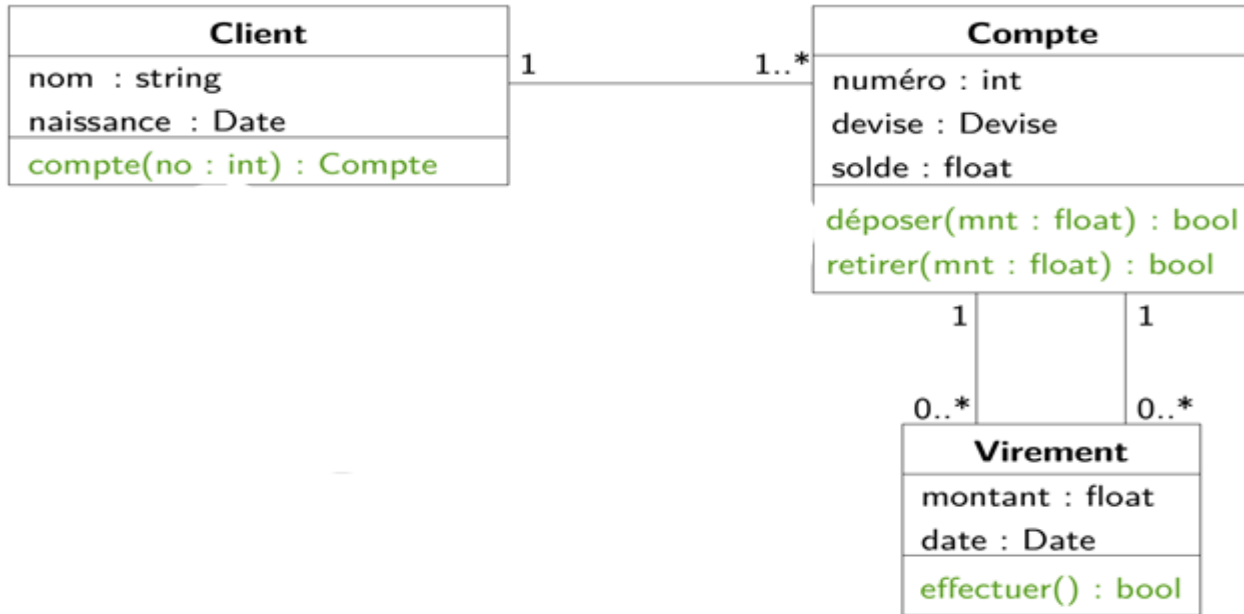 Client
nom : string
naissance : Date
compte(no : int) : Compte
1
1..*
Compte
numéro : int
devise : Devise
solde : float
déposer(mnt : float) : bool
retirer(mnt : float) : bool
1
1
0..*
0..*
Virement
montant : float
date : Date
effectuer() : bool